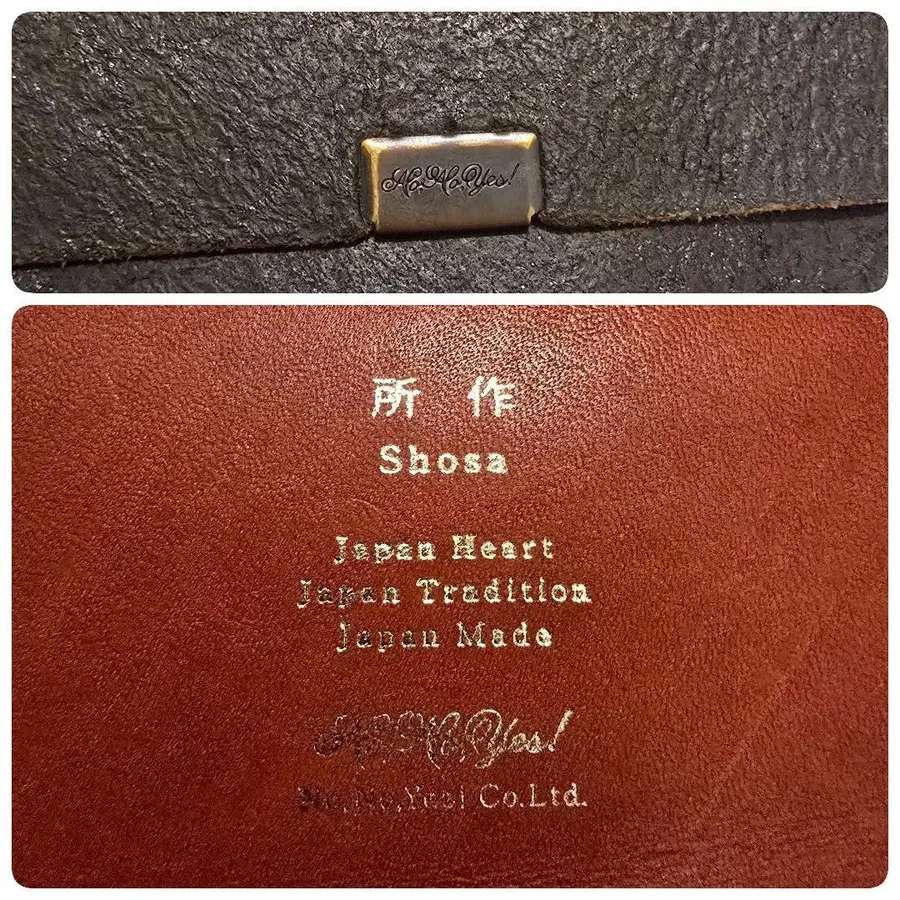 No,No,Yes!
所作
Shosa
Japan Heart
Japan Tradition
Japan Made
No,No,Yes!
No,No,Yes! Co.Ltd.